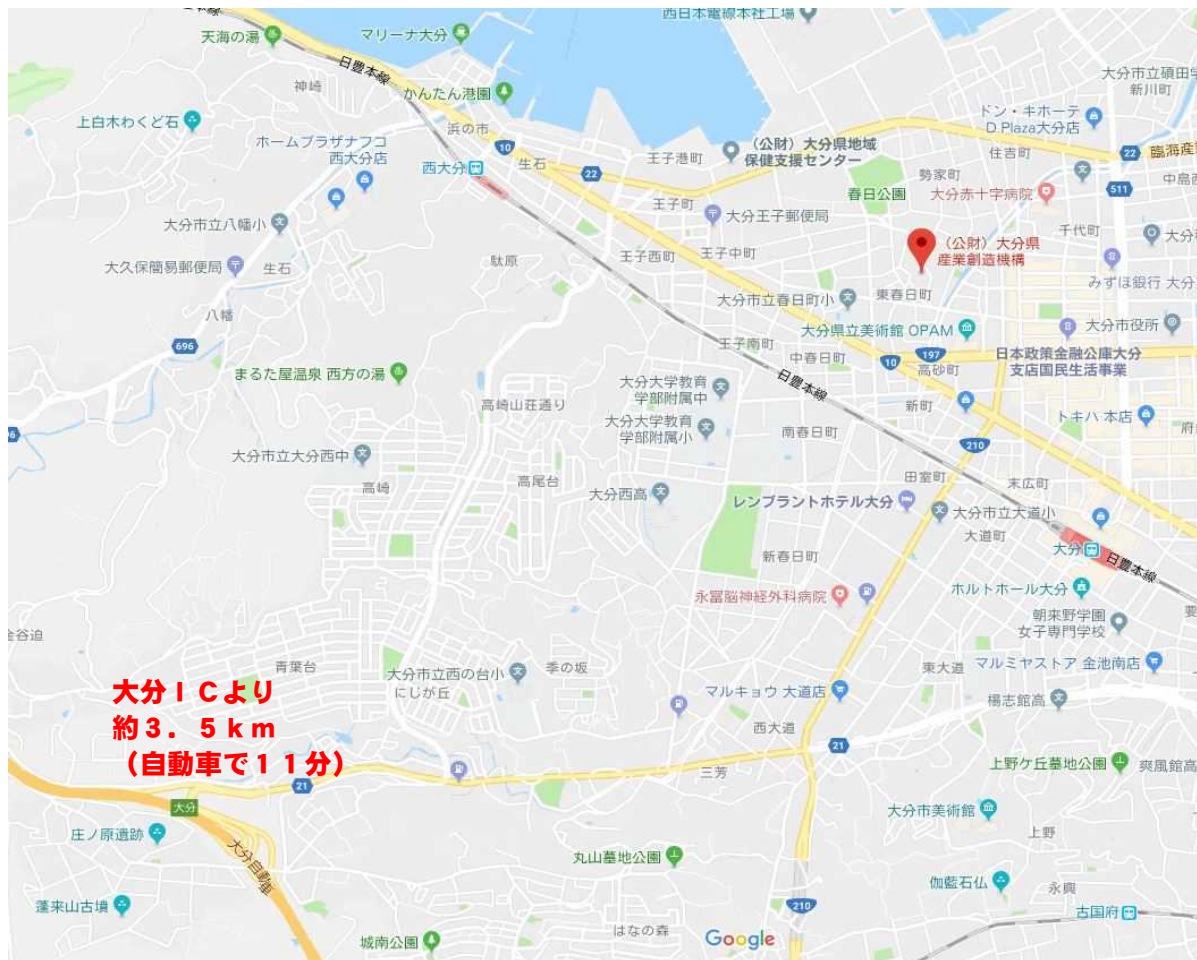 西日本電線本社工場
天海の湯
マリーナ大分
日豊本線
神崎
かんたん港園
大分市立碩田学
新川町
上白木わくど石
ホームプラザナフコ
西大分店
浜の市
10
生石
西大分
22
王子港町
（公財）大分県地域
保健支援センター
ドン・キホーテ
D Plaza大分店
住吉町
22
臨海産
勢家町
春日公園
大分赤十字病院
511
中島西
王子町
大分王子郵便局
千代町
大分市立八幡小
大久保簡易郵便局
生石
駄原
王子西町
王子中町
（公財）大分県
産業創造機構
みずほ銀行 大分
八幡
大分市立春日町小
東春日町
大分県立美術館 OPAM
大分市役所
696
王子南町
中春日町
10
197
高砂町
日本政策金融公庫大分
支店国民生活事業
まるた屋温泉 西方の湯
日豊本線
大分大学教育
学部附属中
高崎山荘通り
新町
トキハ 本店
大分大学教育
学部附属小
南春日町
210
大分市立大分西中
高崎
高尾台
大分西高
田室町
末広町
レンブラントホテル大分
大分市立大道小
大道町
新春日町
大分
日豊本線
永冨脳神経外科病院
ホルトホール大分
朝来野学園
女子専門学校
金谷迫
青葉台
大分市立西の台小
にじが丘
季の坂
東大道
マルミヤストア 金池南店
大分ＩＣより
約３．５ｋｍ
（自動車で１１分）
マルキョウ 大道店
楊志館高
西大道
21
三芳
上野ケ丘墓地公園
爽風館高
21
大分
庄ノ原遺跡
大分自動車
大分市美術館
上野
丸山墓地公園
伽藍石仏
永興
蓬来山古墳
210
古国府
城南公園
はなの森
Google